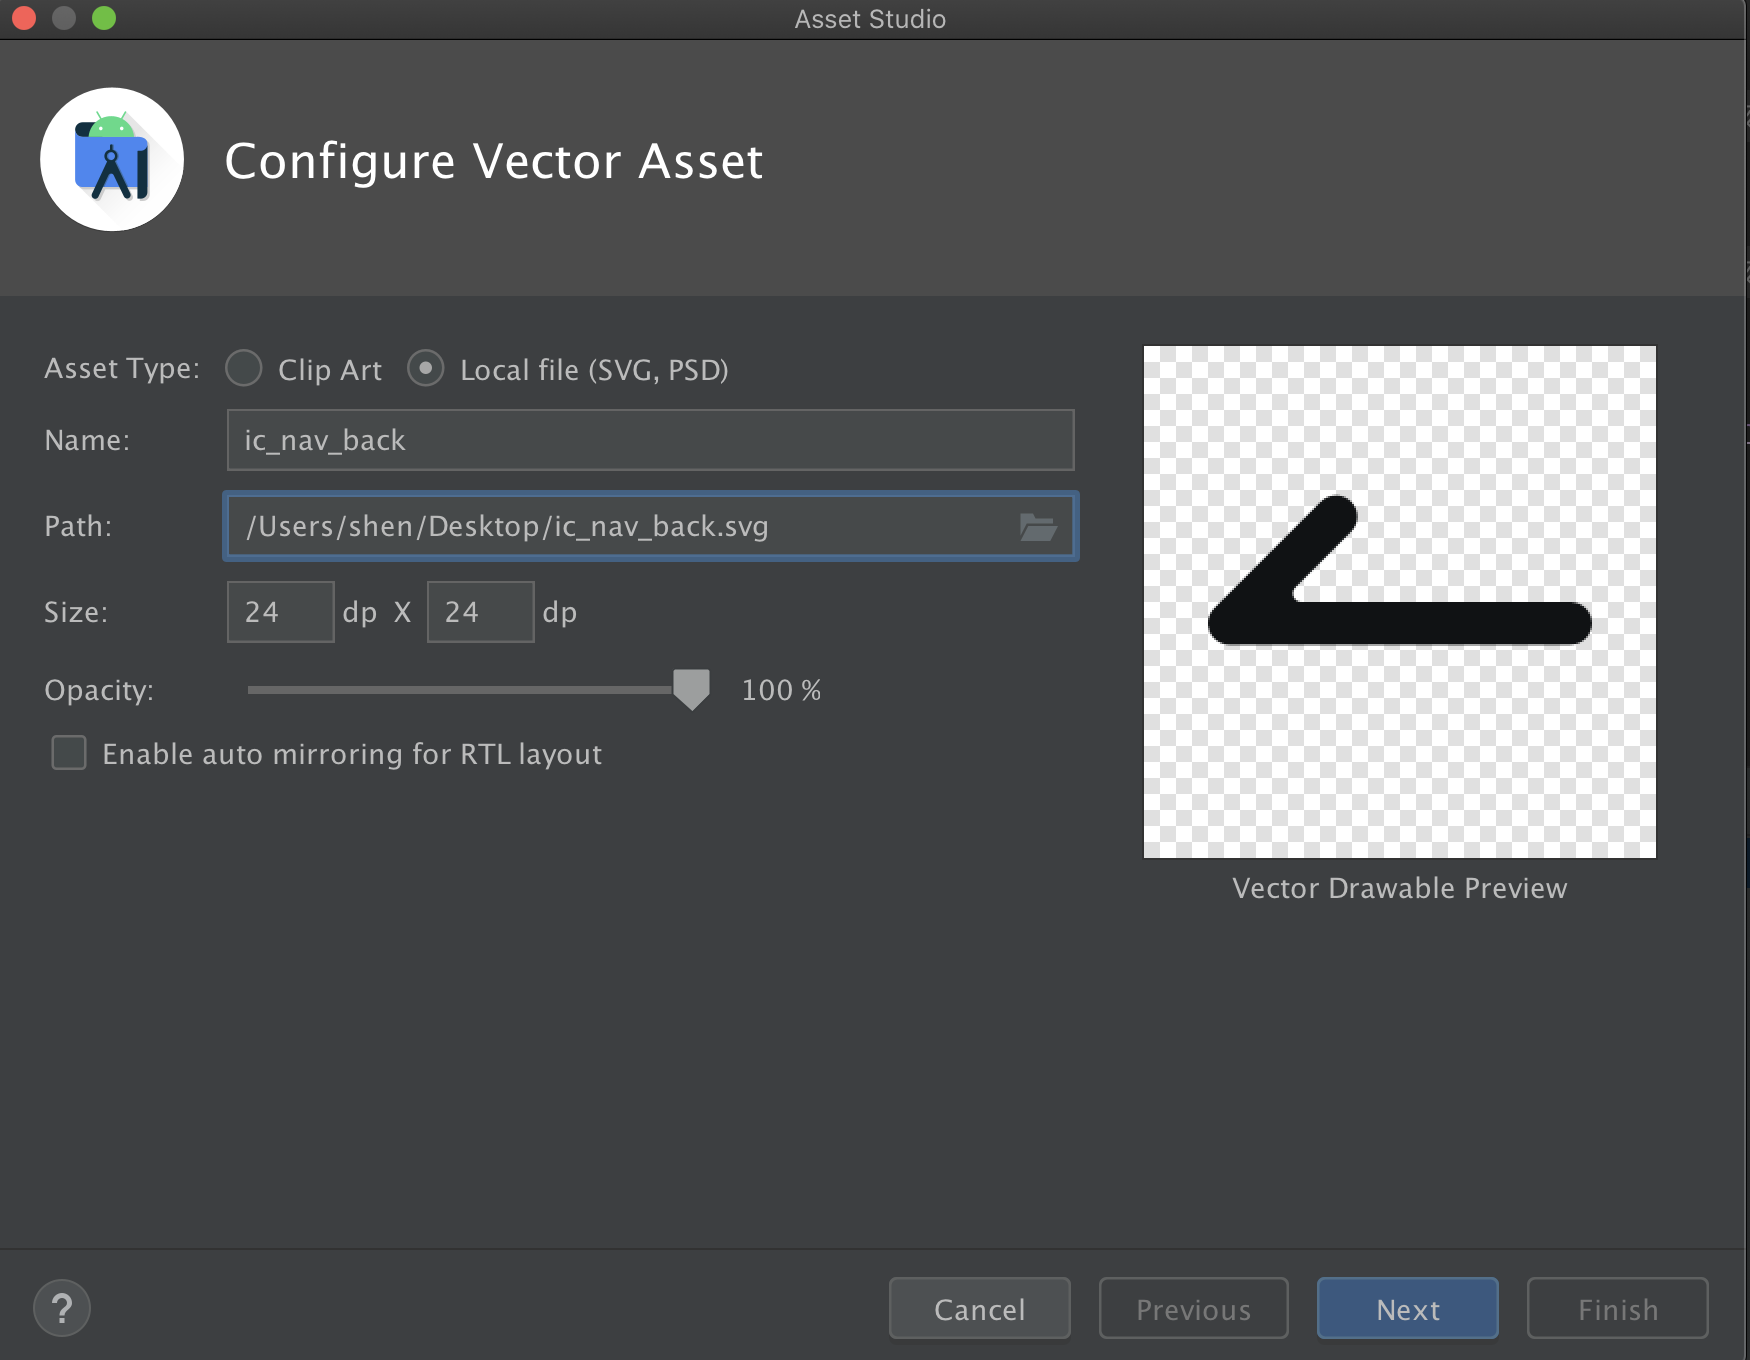 Asset Studio
Configure Vector Asset
Asset Type: Clip Art Local file (SVG, PSD)
Name: ic_nav_back
Path: /Users/shen/Desktop/ic_nav_back.svg
Size: 24 dp X 24 dp
Opacity: 100 %
Enable auto mirroring for RTL layout
Vector Drawable Preview
? Cancel Previous Next Finish